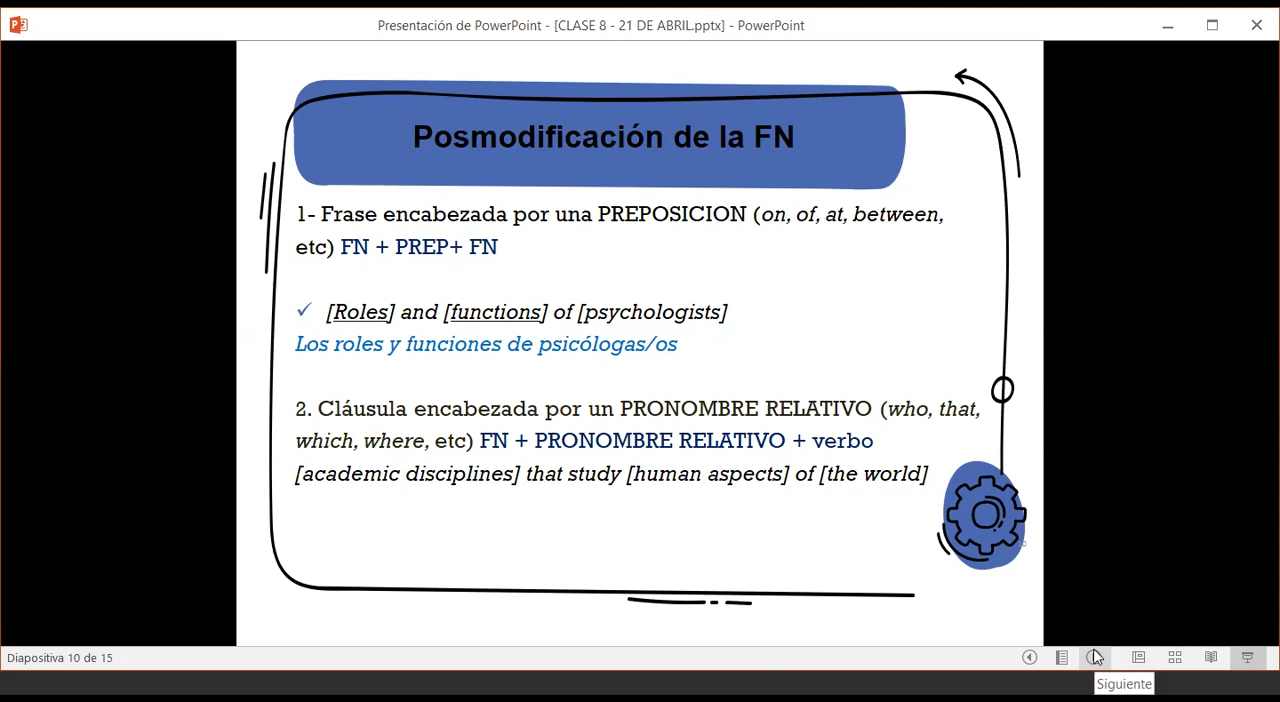 Presentación de PowerPoint - [CLASE 8 - 21 DE ABRIL.pptx] - PowerPoint
Posmodificación de la FN
1- Frase encabezada por una PREPOSICION (on, of, at, between,
etc) FN + PREP+ FN
✓ [Roles] and [functions] of [psychologists]
Los roles y funciones de psicólogas/os
2. Cláusula encabezada por un PRONOMBRE RELATIVO (who, that,
which, where, etc) FN + PRONOMBRE RELATIVO + verbo
[academic disciplines] that study [human aspects] of [the world]
Diapositiva 10 de 15
Siguiente